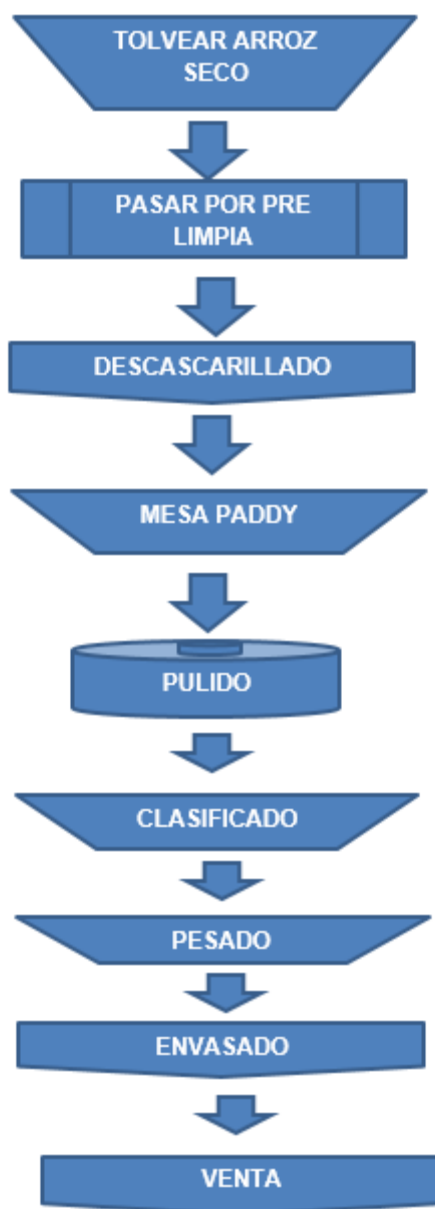 TOLVEAR ARROZ
SECO
PASAR POR PRE
LIMPIA
DESCASCARILLADO
MESA PADDY
PULIDO
CLASIFICADO
PESADO
ENVASADO
VENTA